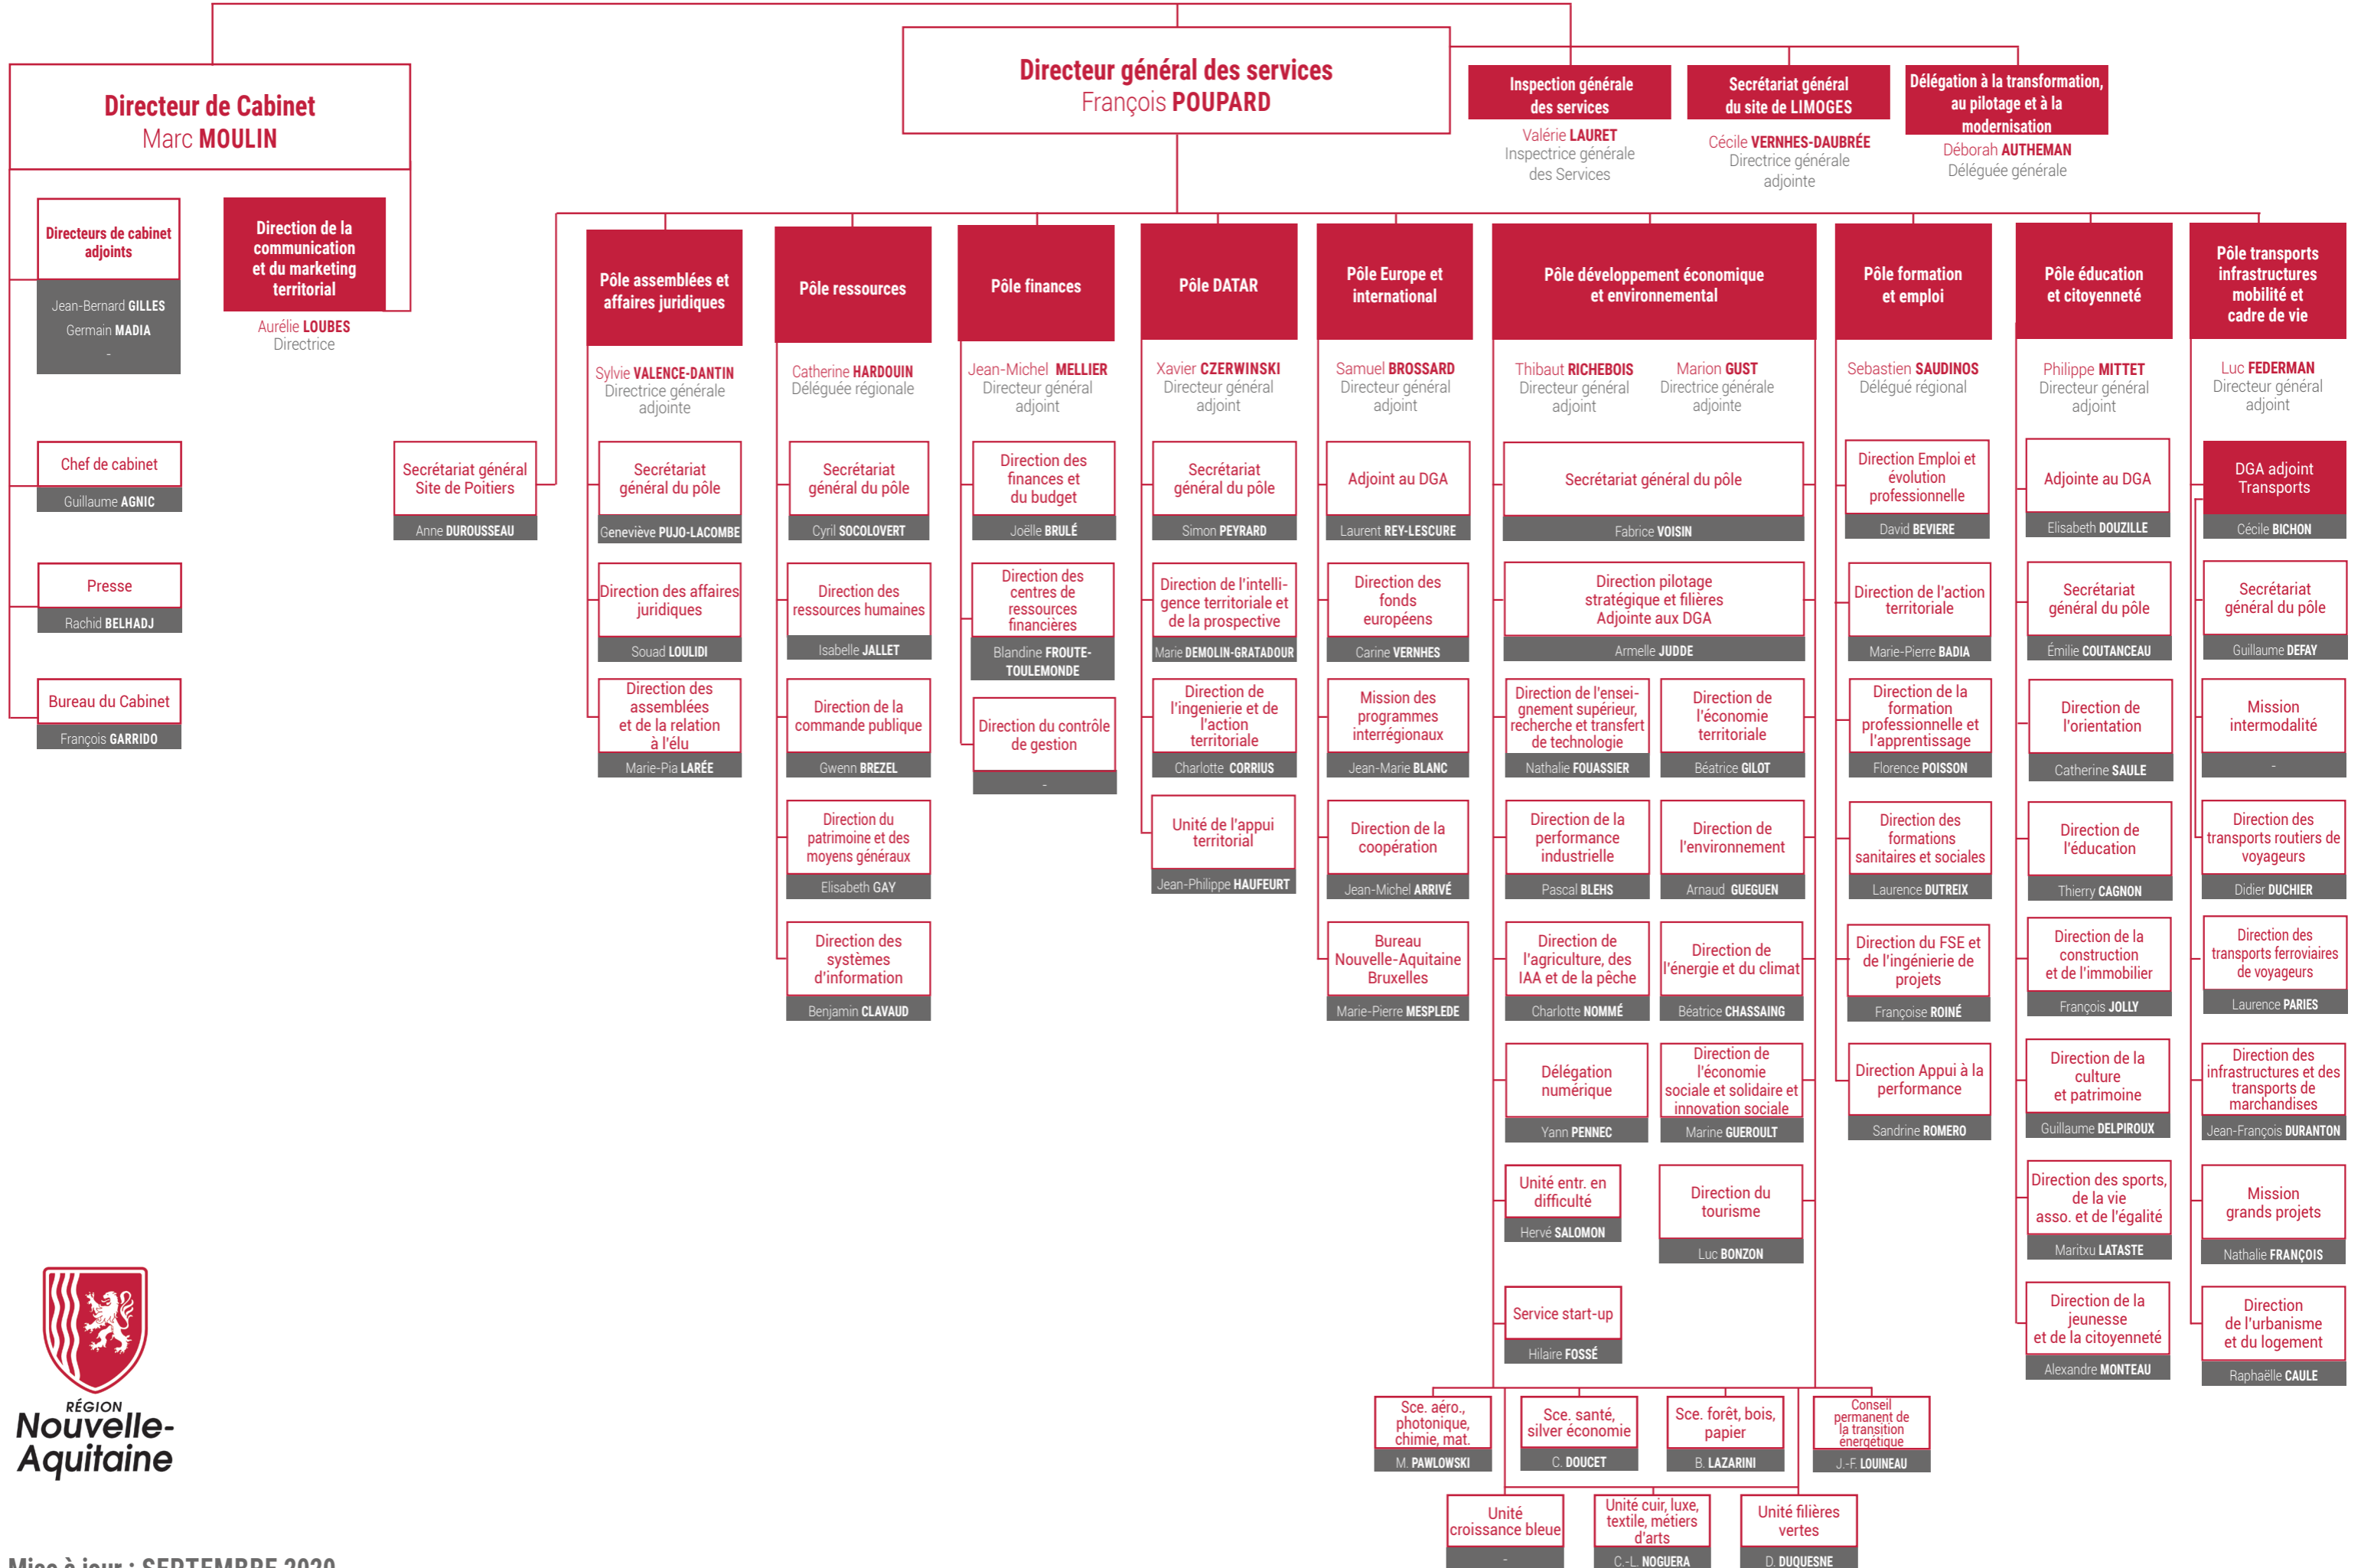 Directeur de Cabinet
Marc MOULIN
Directeur général des services
François POUPARD
Inspection générale
des services
Valérie LAURET
Inspectrice générale
des Services
Secrétariat général
du site de LIMOGES
Cécile VERNHES-DAUBRÉE
Directrice générale
adjointe
Délégation à la transformation,
au pilotage et à la
modernisation
Déborah AUTHEMAN
Déléguée générale
Directeurs de cabinet
adjoints
Jean-Bernard GILLES
Germain MADIA
-
Direction de la
communication
et du marketing
territorial
Aurélie LOUBES
Directrice
Chef de cabinet
Guillaume AGNIC
Presse
Rachid BELHADJ
Bureau du Cabinet
François GARRIDO
Secrétariat général
Site de Poitiers
Anne DUROUSSEAU
Pôle assemblées et
affaires juridiques
Sylvie VALENCE-DANTIN
Directrice générale
adjointe
Secrétariat
général du pôle
Geneviève PUJO-LACOMBE
Direction des affaires
juridiques
Souad LOULIDI
Direction des
assemblées
et de la relation
à l'élu
Marie-Pia LARÉE
Pôle ressources
Catherine HARDOUIN
Déléguée régionale
Secrétariat
général du pôle
Cyril SOCOLOVERT
Direction des
ressources humaines
Isabelle JALLET
Direction de la
commande publique
Gwenn BREZEL
Direction du
patrimoine et des
moyens généraux
Elisabeth GAY
Direction des
systèmes
d'information
Benjamin CLAVAUD
Pôle finances
Jean-Michel MELLIER
Directeur général
adjoint
Direction des
finances et
du budget
Joëlle BRULÉ
Direction des
centres de
ressources
financières
Blandine FROUTE-
TOULEMONDE
Direction du contrôle
de gestion
-
Pôle DATAR
Xavier CZERWINSKI
Directeur général
adjoint
Secrétariat
général du pôle
Simon PEYRARD
Direction de l'intelli-
gence territoriale et
de la prospective
Marie DEMOLIN-GRATADOUR
Direction de
l'ingenierie et de
l'action
territoriale
Charlotte CORRIUS
Unité de l'appui
territorial
Jean-Philippe HAUFEURT
Pôle Europe et
international
Samuel BROSSARD
Directeur général
adjoint
Adjoint au DGA
Laurent REY-LESCURE
Direction des
fonds
européens
Carine VERNHES
Mission des
programmes
interrégionaux
Jean-Marie BLANC
Direction de la
coopération
Jean-Michel ARRIVÉ
Bureau
Nouvelle-Aquitaine
Bruxelles
Marie-Pierre MESPLEDE
Pôle développement économique
et environnemental
Thibaut RICHEBOIS
Directeur général
adjoint
Marion GUST
Directrice générale
adjointe
Secrétariat général du pôle
Fabrice VOISIN
Direction pilotage
stratégique et filières
Adjointe aux DGA
Armelle JUDDE
Direction de l'ensei-
gnement supérieur,
recherche et transfert
de technologie
Nathalie FOUASSIER
Direction de
l'économie
territoriale
Béatrice GILOT
Direction de la
performance
industrielle
Pascal BLEHS
Direction de
l'environnement
Arnaud GUEGUEN
Direction de
l'agriculture, des
IAA et de la pêche
Charlotte NOMMÉ
Direction de
l'énergie et du climat
Béatrice CHASSAING
Délégation
numérique
Yann PENNEC
Direction de
l'économie
sociale et solidaire et
innovation sociale
Marine GUEROULT
Unité entr. en
difficulté
Hervé SALOMON
Direction du
tourisme
Luc BONZON
Service start-up
Hilaire FOSSÉ
Sce. aéro.,
photonique,
chimie, mat.
M. PAWLOWSKI
Sce. santé,
silver économie
C. DOUCET
Sce. forêt, bois,
papier
B. LAZARINI
Conseil
permanent de
la transition
énergétique
J.-F. LOUINEAU
Unité
croissance bleue
-
Unité cuir, luxe,
textile, métiers
d'arts
C.-L. NOGUERA
Unité filières
vertes
D. DUQUESNE
Pôle formation
et emploi
Sebastien SAUDINOS
Délégué régional
Direction Emploi et
évolution
professionnelle
David BEVIERE
Direction de l'action
territoriale
Marie-Pierre BADIA
Direction de la
formation
professionnelle et
l'apprentissage
Florence POISSON
Direction des
formations
sanitaires et sociales
Laurence DUTREIX
Direction du FSE et
de l'ingénierie de
projets
Françoise ROINÉ
Direction Appui à la
performance
Sandrine ROMERO
Pôle éducation
et citoyenneté
Philippe MITTET
Directeur général
adjoint
Adjointe au DGA
Elisabeth DOUZILLE
Secrétariat
général du pôle
Émilie COUTANCEAU
Direction de
l'orientation
Catherine SAULE
Direction de
l'éducation
Thierry CAGNON
Direction de la
construction
et de l'immobilier
François JOLLY
Direction de la
culture
et patrimoine
Guillaume DELPIROUX
Direction des sports,
de la vie
asso. et de l'égalité
Maritxu LATASTE
Direction de la
jeunesse
et de la citoyenneté
Alexandre MONTEAU
Pôle transports
infrastructures
mobilité et
cadre de vie
Luc FEDERMAN
Directeur général
adjoint
DGA adjoint
Transports
Cécile BICHON
Secrétariat
général du pôle
Guillaume DEFAY
Mission
intermodalité
-
Direction des
transports routiers de
voyageurs
Didier DUCHIER
Direction des
transports ferroviaires
de voyageurs
Laurence PARIES
Direction des
infrastructures et des
transports de
marchandises
Jean-François DURANTON
Mission
grands projets
Nathalie FRANÇOIS
Direction
de l'urbanisme
et du logement
Raphaëlle CAULE
RÉGION
Nouvelle-
Aquitaine
Mise à jour : SEPTEMBRE 2020